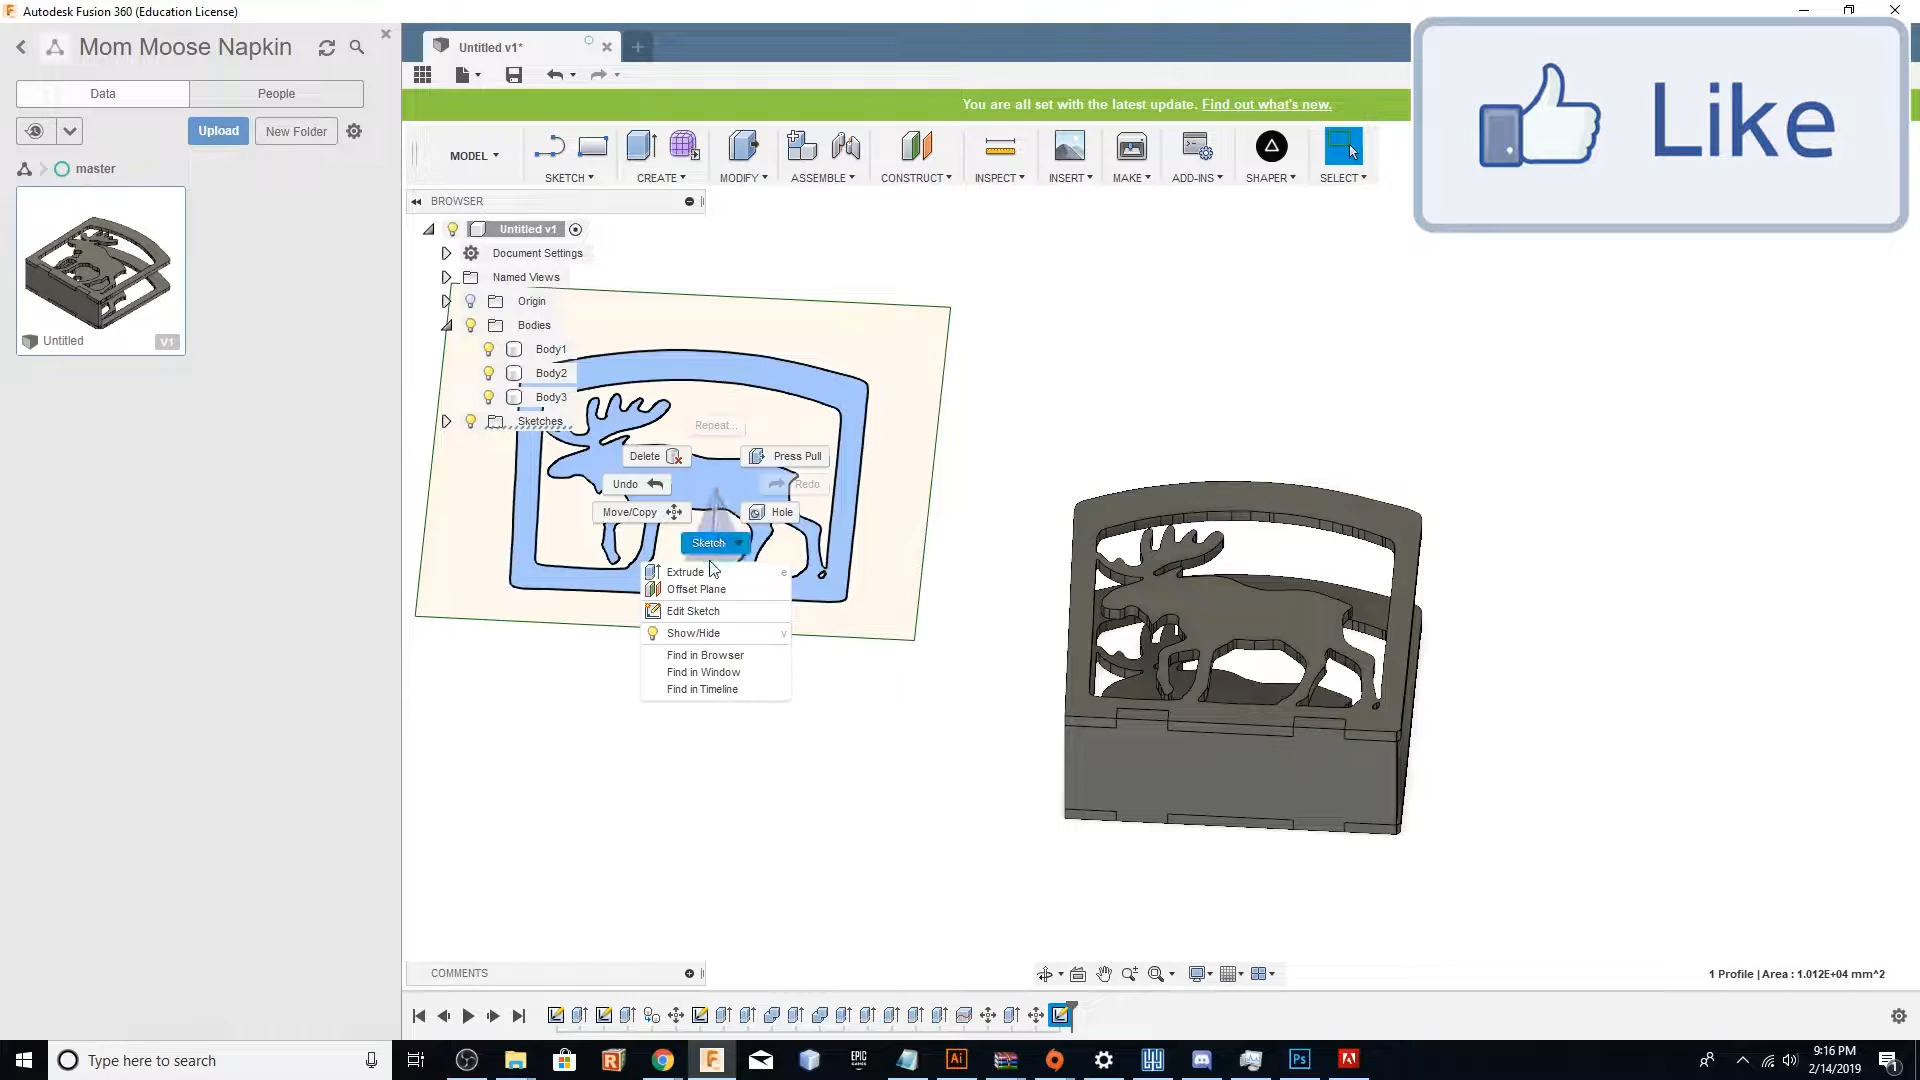 Autodesk Fusion 360 (Education License)
Mom Moose Napkin
Data
People
Upload
New Folder
master
Untitled
V1
Untitled v1*
You are all set with the latest update. Find out what's new.
MODEL
SKETCH
CREATE
MODIFY
ASSEMBLE
CONSTRUCT
INSPECT
INSERT
MAKE
ADD-INS
SHAPER
SELECT
Like
BROWSER
Untitled v1
Document Settings
Named Views
Origin
Bodies
Body1
Body2
Body3
Sketches
Repeat...
Delete
Press Pull
Undo
Redo
Move/Copy
Hole
Sketch
Extrude e
Offset Plane
Edit Sketch
Show/Hide v
Find in Browser
Find in Window
Find in Timeline
COMMENTS
1 Profile | Area : 1.012E+04 mm^2
Type here to search
EPIC
GAMES
Ai
Ps
9:16 PM
2/14/2019
1